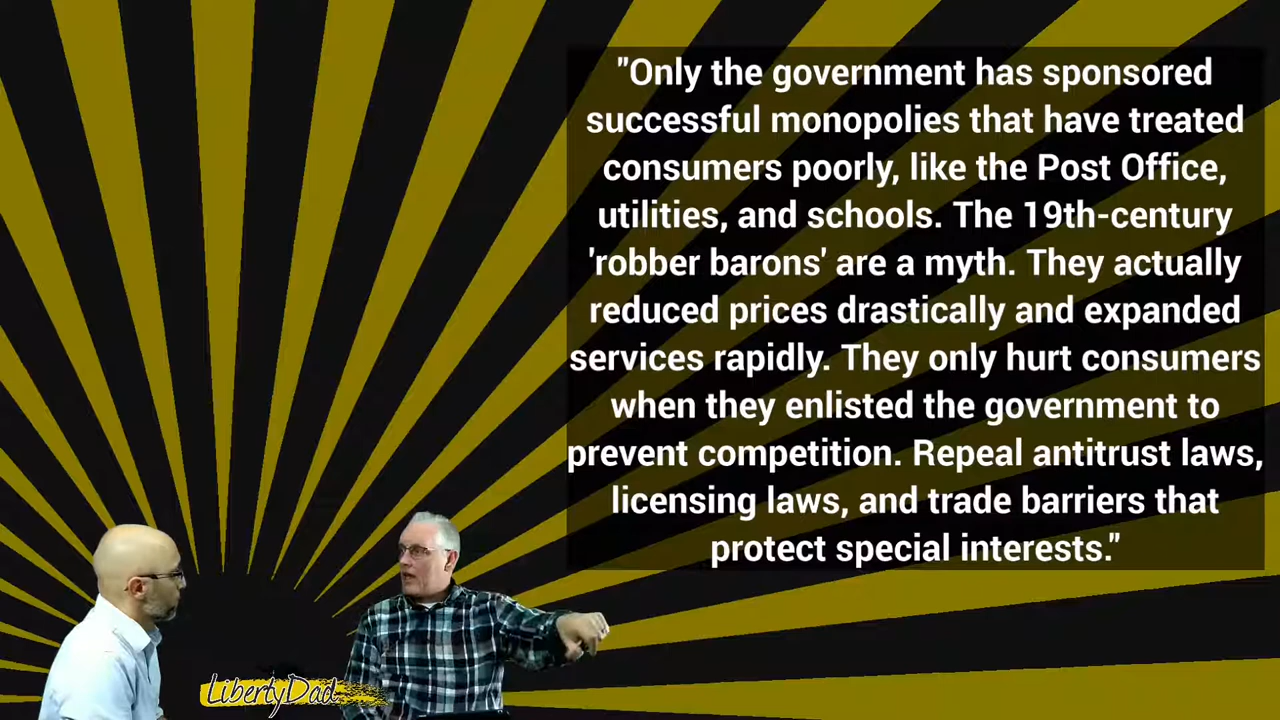 "Only the government has sponsored
successful monopolies that have treated
consumers poorly, like the Post Office,
utilities, and schools. The 19th-century
'robber barons' are a myth. They actually
reduced prices drastically and expanded
services rapidly. They only hurt consumers
when they enlisted the government to
prevent competition. Repeal antitrust laws,
licensing laws, and trade barriers that
protect special interests."
LibertyDad